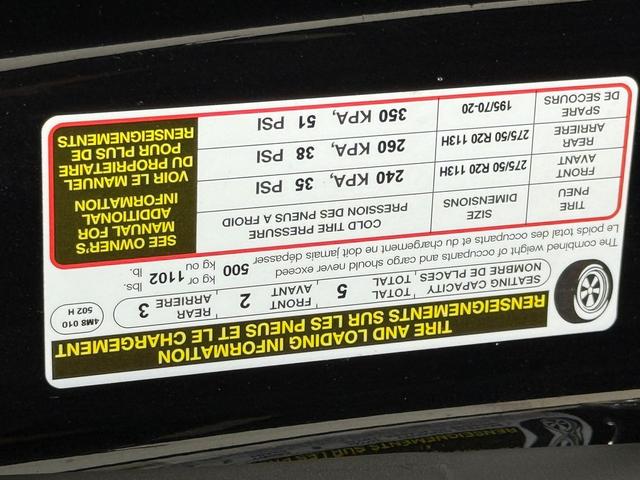 TIRE AND LOADING INFORMATION
RENSEIGNEMENTS SUR LES PNEUS ET LE CHARGEMENT
SEATING CAPACITY TOTAL 5 FRONT 2 REAR 3
NOMBRE DE PLACES TOTAL AVANT ARRIERE
4M8 010
502 H
The combined weight of occupants and cargo should never exceed
Le poids total des occupants et du chargement ne doit jamais dépasser
500 kg or 1102 lbs.
kg ou lb.
TIRE SIZE COLD TIRE PRESSURE
PNEU DIMENSIONS PRESSION DES PNEUS A FROID
FRONT
AVANT 275/50 R20 113H 240 KPA, 35 PSI
REAR
ARRIERE 275/50 R20 113H 260 KPA, 38 PSI
SPARE
DE SECOURS 195/70-20 350 KPA, 51 PSI
SEE OWNER'S
MANUAL FOR
ADDITIONAL
INFORMATION
VOIR LE MANUEL
DU PROPRIETAIRE
POUR PLUS DE
RENSEIGNEMENTS